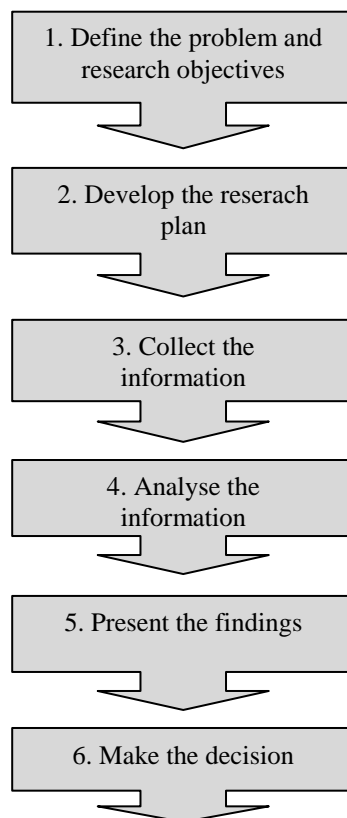 1. Define the problem and
research objectives
2. Develop the reserach
plan
3. Collect the
information
4. Analyse the
information
5. Present the findings
6. Make the decision